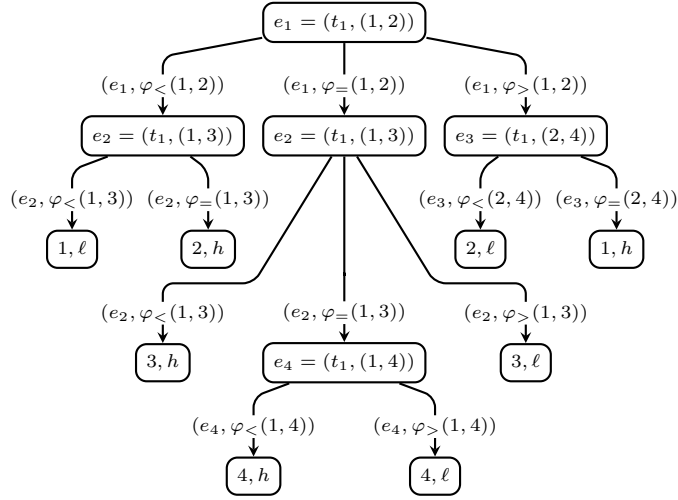 e₁ = (t₁, (1, 2))
(e₁, φ<(1, 2)) (e₁, φ=(1, 2)) (e₁, φ>(1, 2))
e₂ = (t₁, (1, 3)) e₂ = (t₁, (1, 3)) e₃ = (t₁, (2, 4))
(e₂, φ<(1, 3)) (e₂, φ=(1, 3)) (e₃, φ<(2, 4)) (e₃, φ=(2, 4))
1, ℓ 2, h 2, ℓ 1, h
(e₂, φ<(1, 3)) (e₂, φ=(1, 3)) (e₂, φ>(1, 3))
3, h e₄ = (t₁, (1, 4)) 3, ℓ
(e₄, φ<(1, 4)) (e₄, φ>(1, 4))
4, h 4, ℓ